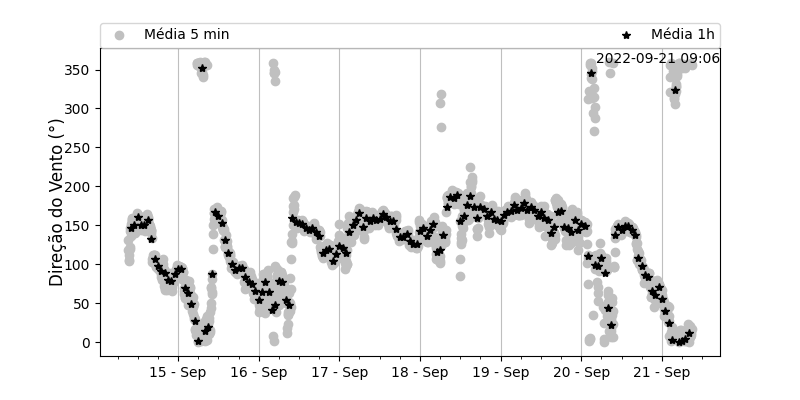 Média 5 min
Média 1h
2022-09-21 09:06
Direção do Vento (°)
350
300
250
200
150
100
50
0
15 - Sep
16 - Sep
17 - Sep
18 - Sep
19 - Sep
20 - Sep
21 - Sep